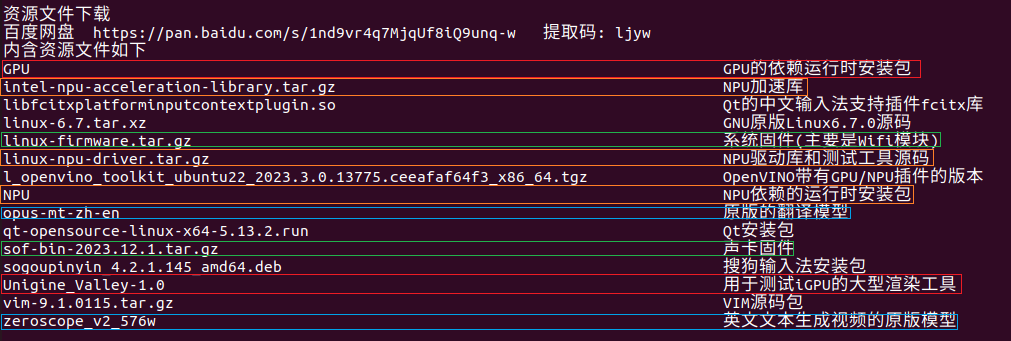 资源文件下载
百度网盘  https://pan.baidu.com/s/1nd9vr4q7MjqUf8iQ9unq-w   提取码: ljyw
内含资源文件如下
GPU                                                        GPU的依赖运行时安装包
intel-npu-acceleration-library.tar.gz                      NPU加速库
libfcitxplatforminputcontextplugin.so                      Qt的中文输入法支持插件fcitx库
linux-6.7.tar.xz                                           GNU原版Linux6.7.0源码
linux-firmware.tar.gz                                      系统固件(主要是Wifi模块)
linux-npu-driver.tar.gz                                    NPU驱动库和测试工具源码
l_openvino_toolkit_ubuntu22_2023.3.0.13775.ceeafaf64f3_x86_64.tgz    OpenVINO带有GPU/NPU插件的版本
NPU                                                        NPU依赖的运行时安装包
opus-mt-zh-en                                              原版的翻译模型
qt-opensource-linux-x64-5.13.2.run                         Qt安装包
sof-bin-2023.12.1.tar.gz                                   声卡固件
sogoupinyin_4.2.1.145_amd64.deb                            搜狗输入法安装包
Unigine_Valley-1.0                                         用于测试iGPU的大型渲染工具
vim-9.1.0115.tar.gz                                        VIM源码包
zeroscope_v2_576w                                          英文文本生成视频的原版模型